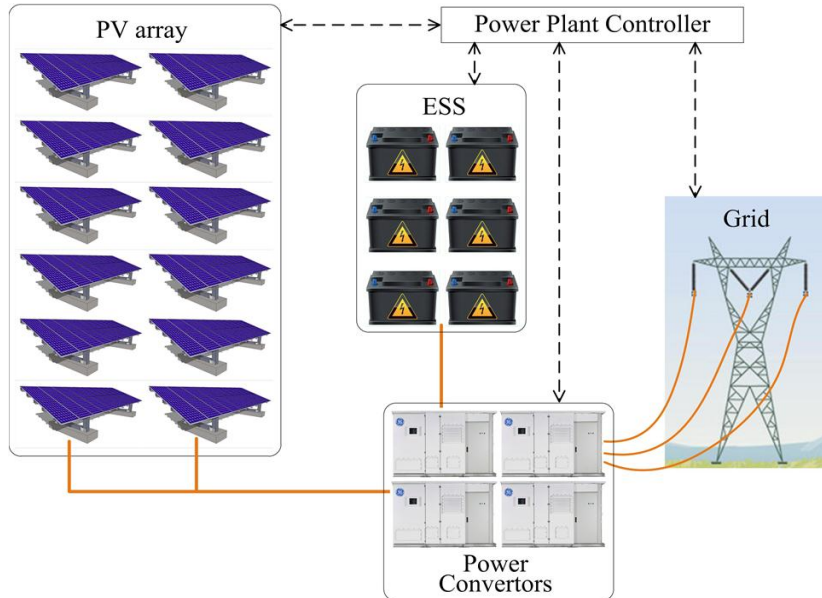 PV array
Power Plant Controller
ESS
Grid
Power
Convertors